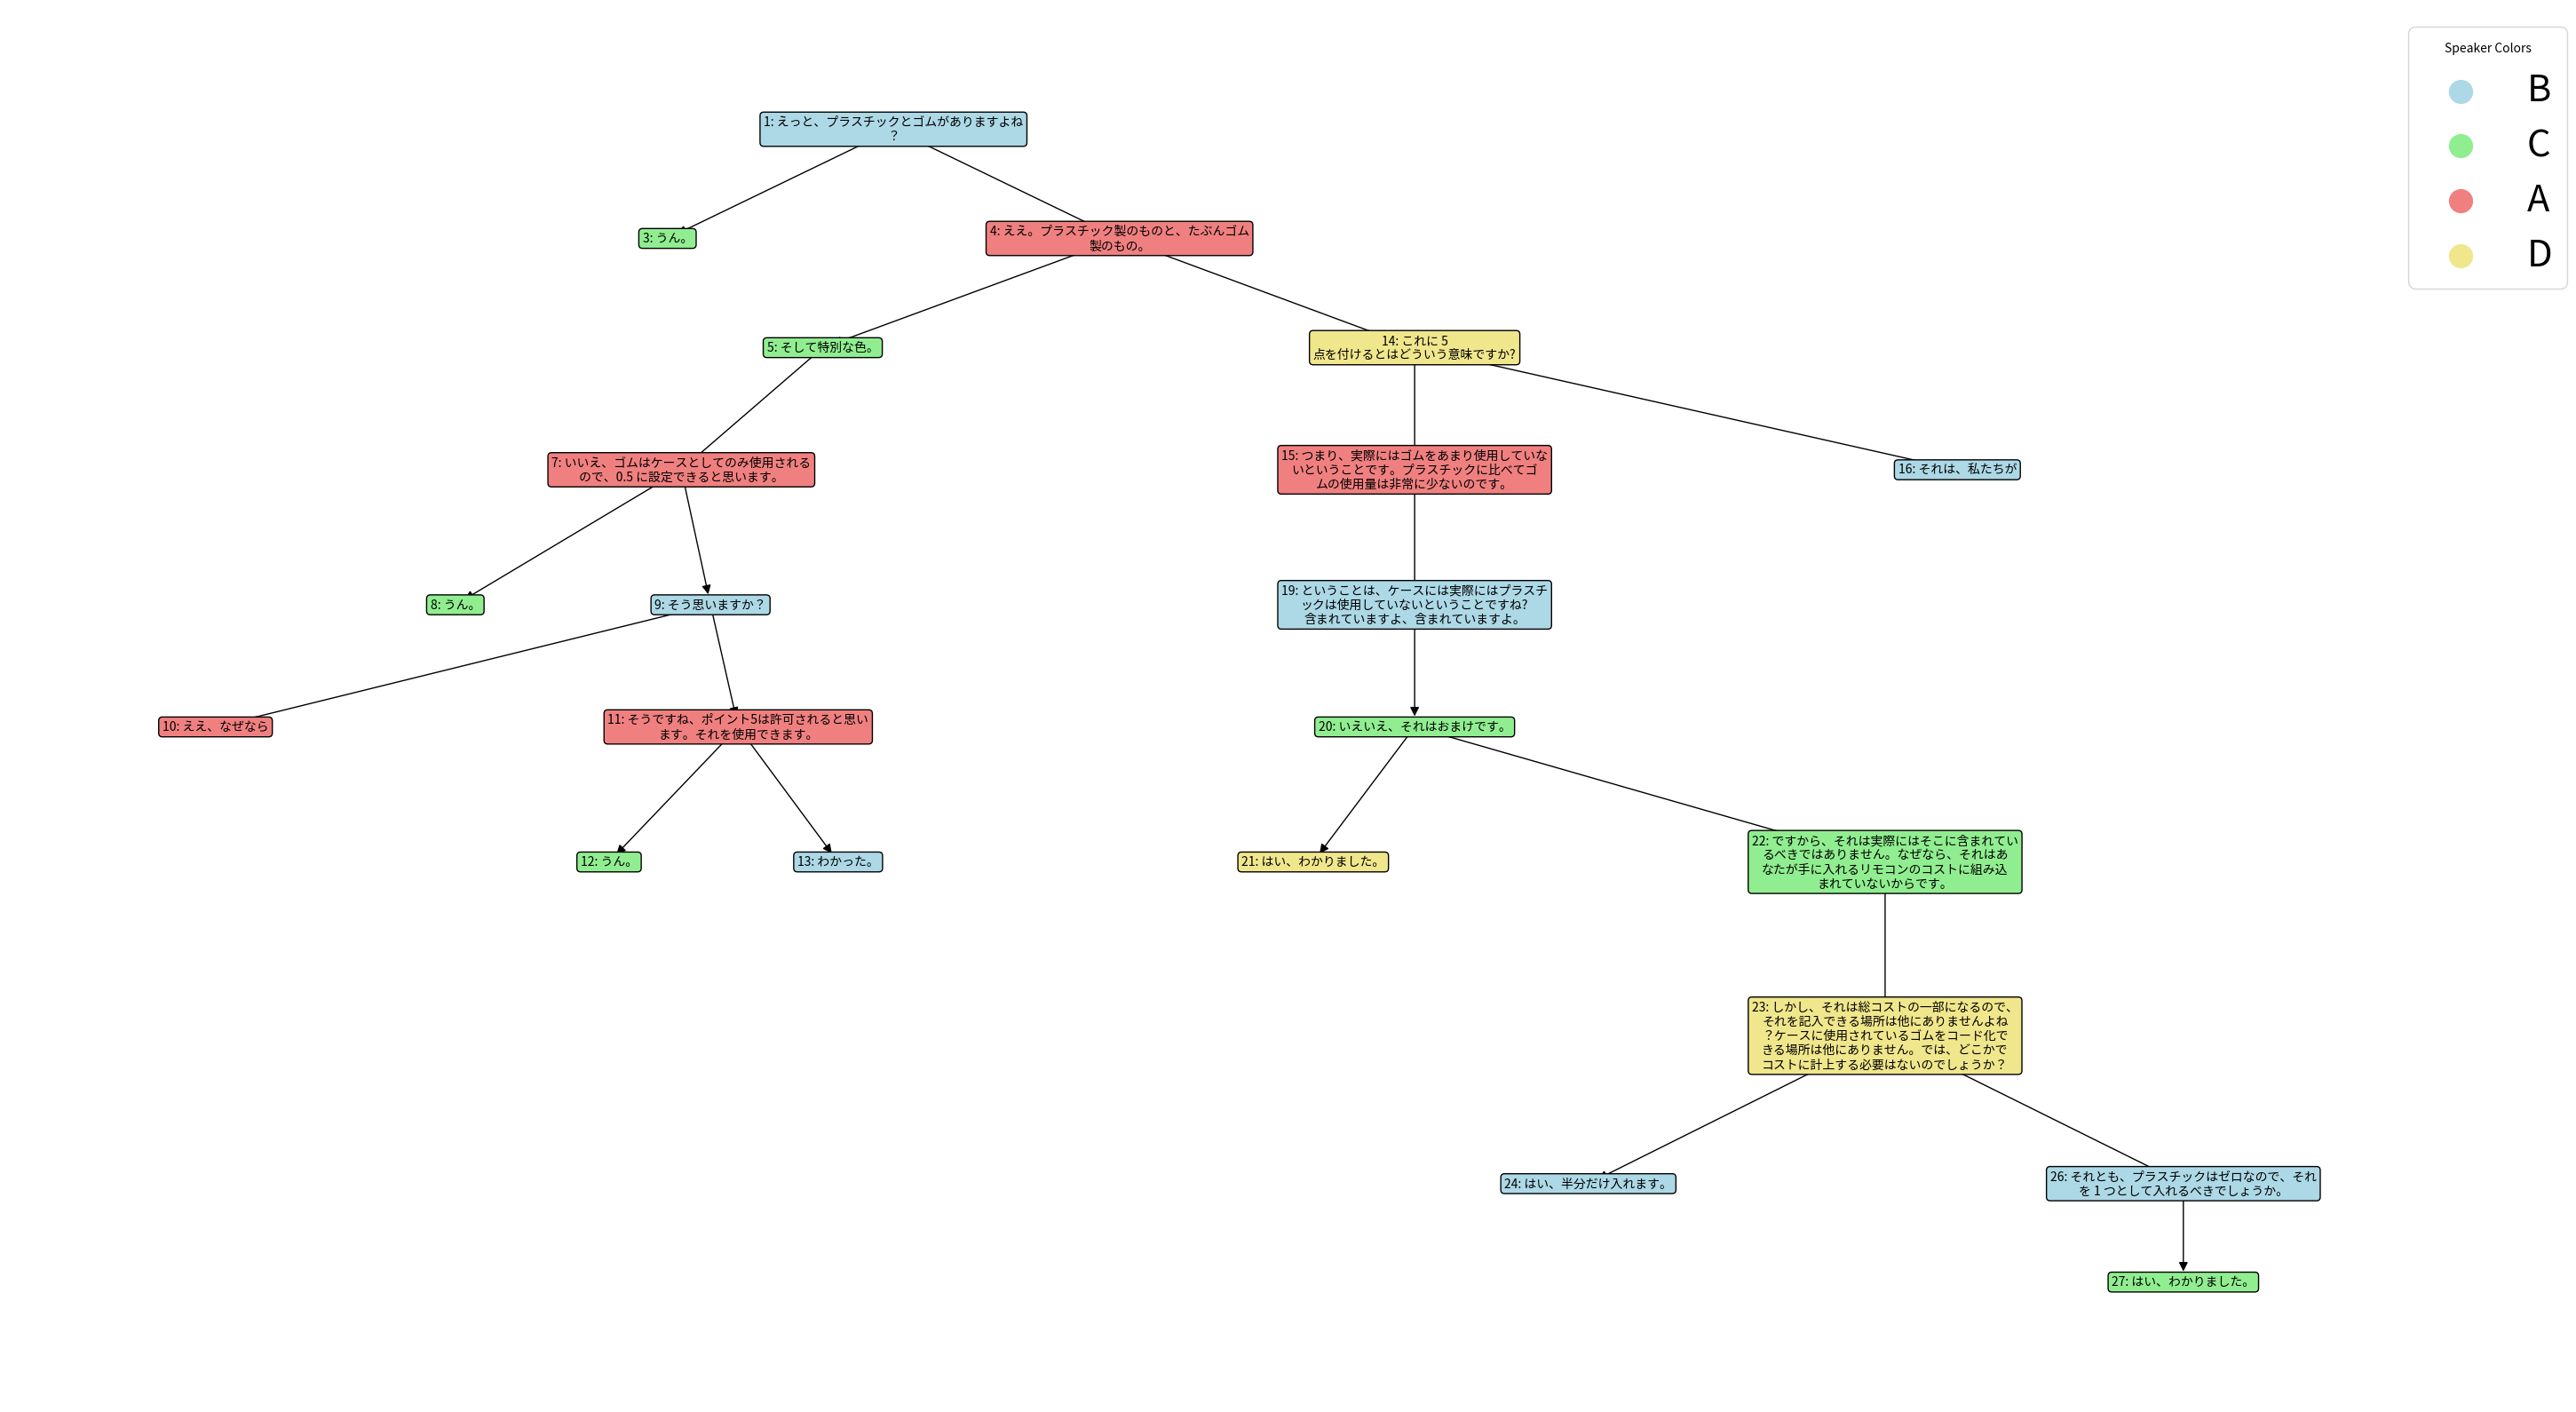 Speaker Colors
B
C
A
D
1: えっと、プラスチックとゴムがありますよね
？
3: うん。
4: ええ。プラスチック製のものと、たぶんゴム
製のもの。
5: そして特別な色。
14: これに 5
点を付けるとはどういう意味ですか?
7: いいえ、ゴムはケースとしてのみ使用される
ので、0.5 に設定できると思います。
15: つまり、実際にはゴムをあまり使用していな
いということです。プラスチックに比べてゴ
ムの使用量は非常に少ないのです。
16: それは、私たちが
8: うん。
9: そう思いますか？
19: ということは、ケースには実際にはプラスチ
ックは使用していないということですね?
含まれていますよ、含まれていますよ。
10: ええ、なぜなら
11: そうですね、ポイント5は許可されると思い
ます。それを使用できます。
20: いえいえ、それはおまけです。
12: うん。
13: わかった。
21: はい、わかりました。
22: ですから、それは実際にはそこに含まれてい
るべきではありません。なぜなら、それはあ
なたが手に入れるリモコンのコストに組み込
まれていないからです。
23: しかし、それは総コストの一部になるので、
それを記入できる場所は他にありませんよね
？ケースに使用されているゴムをコード化で
きる場所は他にありません。では、どこかで
コストに計上する必要はないのでしょうか？
24: はい、半分だけ入れます。
26: それとも、プラスチックはゼロなので、それ
を 1 つとして入れるべきでしょうか。
27: はい、わかりました。